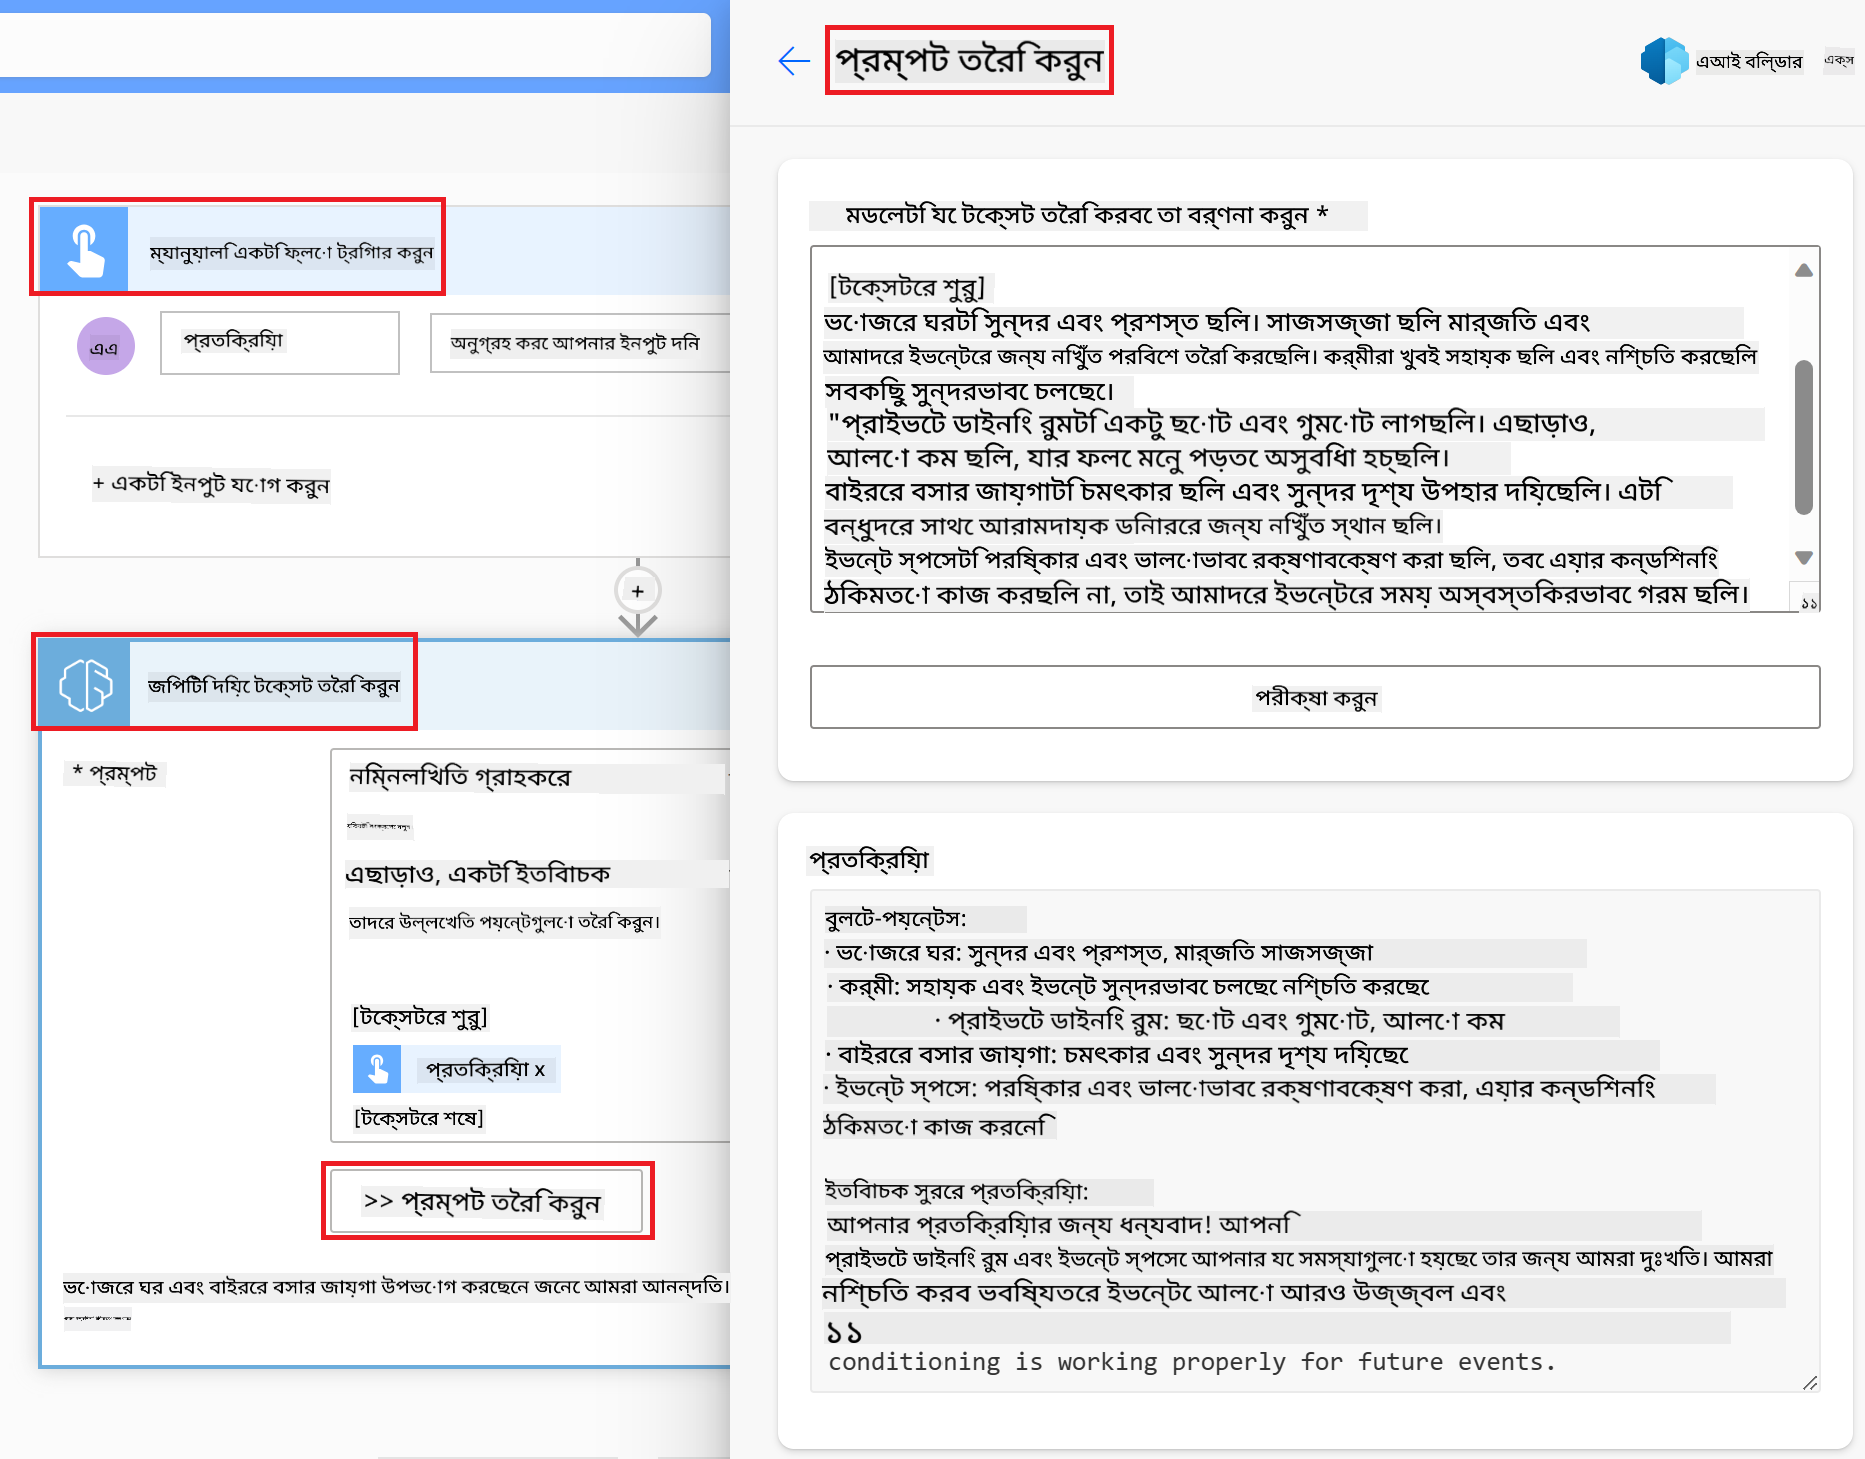 ম্যানুয়ালি একটি ফ্লো ট্রিগার করুন
এএ
প্রতিক্রিয়া
অনুগ্রহ করে আপনার ইনপুট দিন
+ একটি ইনপুট যোগ করুন
+
জিপিটি দিয়ে টেক্সট তৈরি করুন
* প্রম্পট
নিম্নলিখিত গ্রাহকের
এছাড়াও, একটি ইতিবাচক
তাদের উল্লেখিত পয়েন্টগুলো তৈরি করুন।
[টেক্সটের শুরু]
প্রতিক্রিয়া x
[টেক্সটের শেষ]
>> প্রম্পট তৈরি করুন
ভোজের ঘর এবং বাইরের বসার জায়গা উপভোগ করেছেন জেনে আমরা আনন্দিত।
প্রম্পট তৈরি করুন
এআই বিল্ডার
এক্স
মডেলটি যে টেক্সট তৈরি করবে তা বর্ণনা করুন *
[টেক্সটের শুরু]
ভোজের ঘরটি সুন্দর এবং প্রশস্ত ছিল। সাজসজ্জা ছিল মার্জিত এবং
আমাদের ইভেন্টের জন্য নিখুঁত পরিবেশ তৈরি করেছিল। কর্মীরা খুবই সহায়ক ছিল এবং নিশ্চিত করেছিল
সবকিছু সুন্দরভাবে চলেছে।
"প্রাইভেট ডাইনিং রুমটি একটু ছোট এবং গুমোট লাগছিল। এছাড়াও,
আলো কম ছিল, যার ফলে মেনু পড়তে অসুবিধা হচ্ছিল।
বাইরের বসার জায়গাটি চমৎকার ছিল এবং সুন্দর দৃশ্য উপহার দিয়েছিল। এটি
বন্ধুদের সাথে আরামদায়ক ডিনারের জন্য নিখুঁত স্থান ছিল।
ইভেন্ট স্পেসটি পরিষ্কার এবং ভালোভাবে রক্ষণাবেক্ষণ করা ছিল, তবে এয়ার কন্ডিশনিং
ঠিকমতো কাজ করছিল না, তাই আমাদের ইভেন্টের সময় অস্বস্তিকরভাবে গরম ছিল।
১১
পরীক্ষা করুন
প্রতিক্রিয়া
বুলেট-পয়েন্টস:
· ভোজের ঘর: সুন্দর এবং প্রশস্ত, মার্জিত সাজসজ্জা
· কর্মী: সহায়ক এবং ইভেন্ট সুন্দরভাবে চলেছে নিশ্চিত করেছে
· প্রাইভেট ডাইনিং রুম: ছোট এবং গুমোট, আলো কম
· বাইরের বসার জায়গা: চমৎকার এবং সুন্দর দৃশ্য দিয়েছে
· ইভেন্ট স্পেস: পরিষ্কার এবং ভালোভাবে রক্ষণাবেক্ষণ করা, এয়ার কন্ডিশনিং
ঠিকমতো কাজ করেনি
ইতিবাচক সুরের প্রতিক্রিয়া:
আপনার প্রতিক্রিয়ার জন্য ধন্যবাদ! আপনি
প্রাইভেট ডাইনিং রুম এবং ইভেন্ট স্পেসে আপনার যে সমস্যাগুলো হয়েছে তার জন্য আমরা দুঃখিত। আমরা
নিশ্চিত করব ভবিষ্যতের ইভেন্টে আলো আরও উজ্জ্বল এবং
১১
conditioning is working properly for future events.